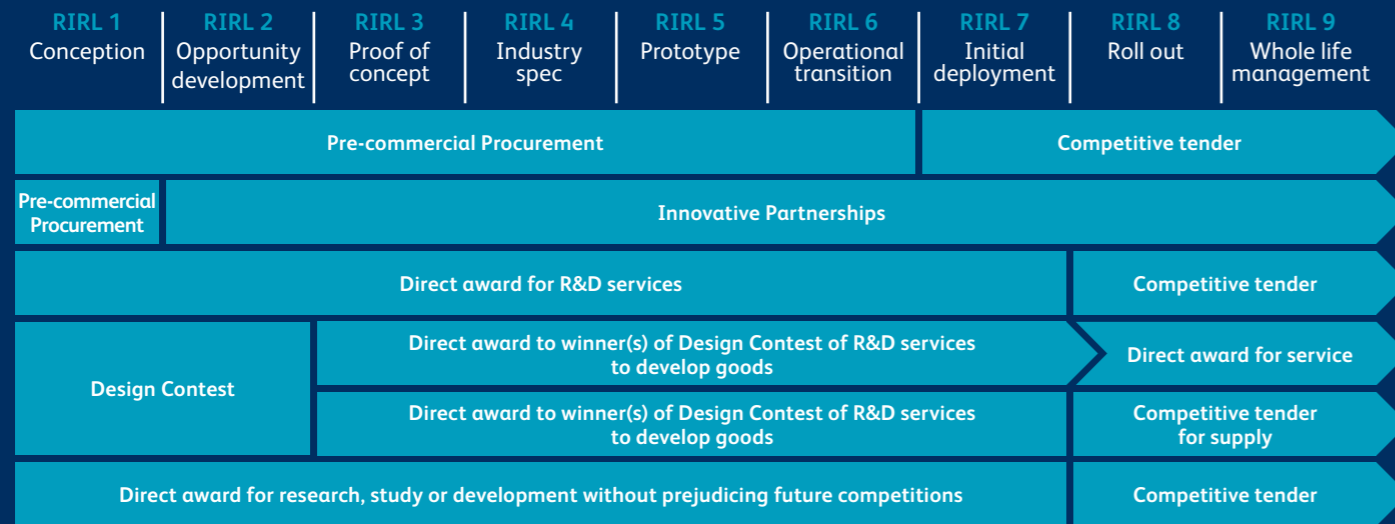 RIRL 1
Conception
RIRL 2
Opportunity
development
RIRL 3
Proof of
concept
RIRL 4
Industry
spec
RIRL 5
Prototype
RIRL 6
Operational
transition
RIRL 7
Initial
deployment
RIRL 8
Roll out
RIRL 9
Whole life
management
Pre-commercial Procurement
Competitive tender
Pre-commercial
Procurement
Innovative Partnerships
Direct award for R&D services
Competitive tender
Design Contest
Direct award to winner(s) of Design Contest of R&D services
to develop goods
Direct award for service
Direct award to winner(s) of Design Contest of R&D services
to develop goods
Competitive tender
for supply
Direct award for research, study or development without prejudicing future competitions
Competitive tender